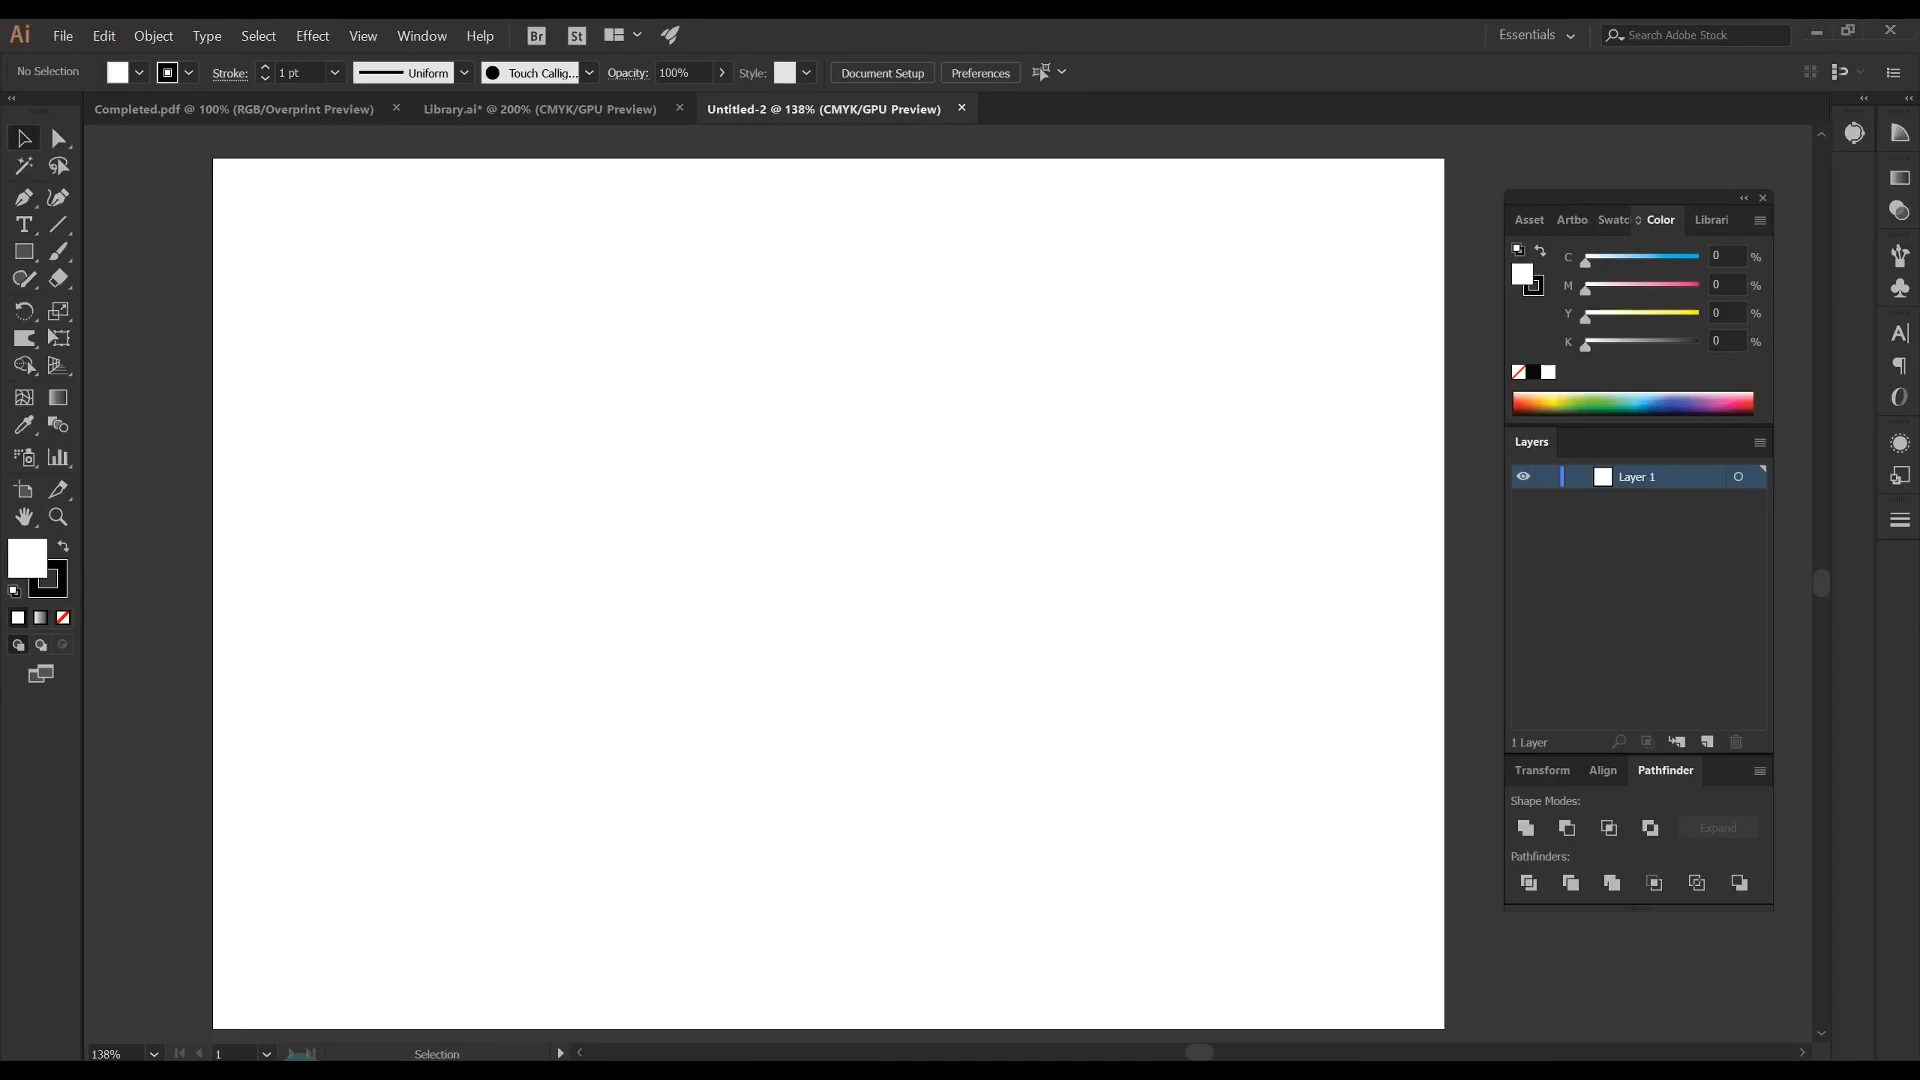 Ai File Edit Object Type Select Effect View Window Help Br St Essentials Search Adobe Stock
No Selection Stroke: 1 pt Uniform Touch Callig... Opacity: 100% Style: Document Setup Preferences
Completed.pdf @ 100% (RGB/Overprint Preview) Library.ai* @ 200% (CMYK/GPU Preview) Untitled-2 @ 138% (CMYK/GPU Preview)
Asset Artbo Swatc Color Librari
C 0 %
M 0 %
Y 0 %
K 0 %
Layers
Layer 1
1 Layer
Transform Align Pathfinder
Shape Modes:
Expand
Pathfinders:
138% 1 Selection